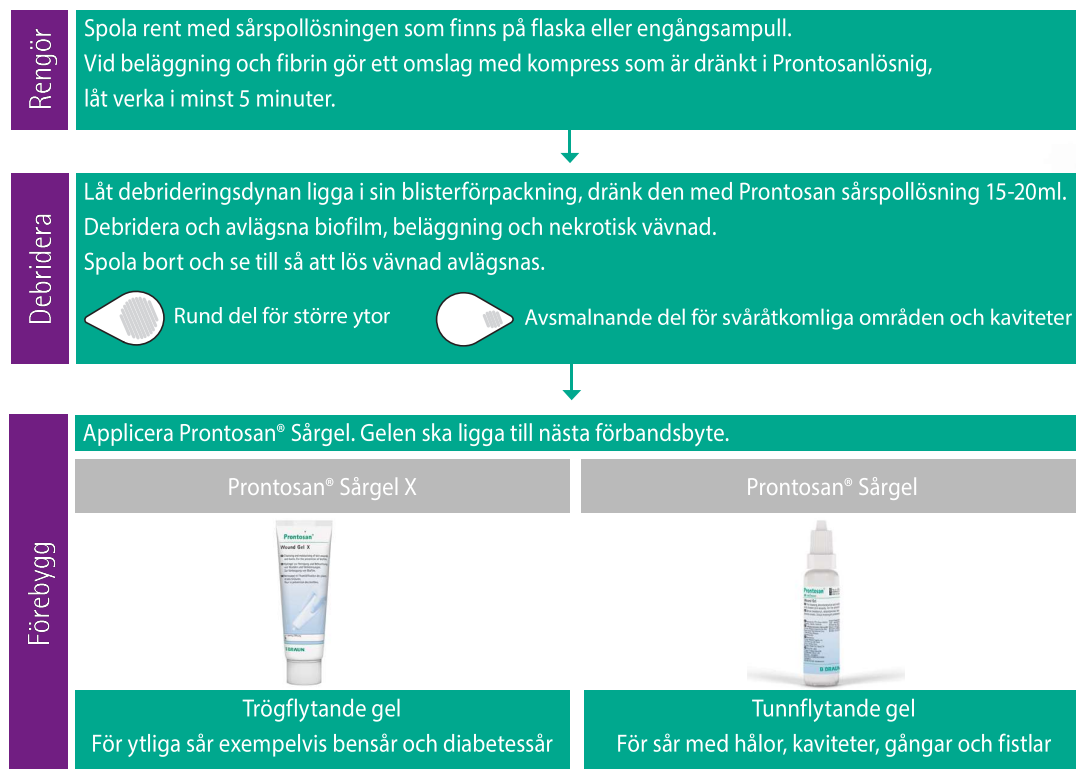 Rengör
Spola rent med sårspollösningen som finns på flaska eller engångsampull.
Vid beläggning och fibrin gör ett omslag med kompress som är dränkt i Prontosanlösnig,
låt verka i minst 5 minuter.
Debridera
Låt debrideringsdynan ligga i sin blisterförpackning, dränk den med Prontosan sårspollösning 15-20ml.
Debridera och avlägsna biofilm, beläggning och nekrotisk vävnad.
Spola bort och se till så att lös vävnad avlägsnas.
Rund del för större ytor
Avsmalnande del för svåråtkomliga områden och kaviteter
Förebygg
Applicera Prontosan® Sårgel. Gelen ska ligga till nästa förbandsbyte.
Prontosan® Sårgel X
Prontosan® Sårgel
Prontosan®
Wound Gel X
B|BRAUN
Prontosan®
Wound Gel
B|BRAUN
Trögflytande gel
För ytliga sår exempelvis bensår och diabetessår
Tunnflytande gel
För sår med hålor, kaviteter, gångar och fistlar